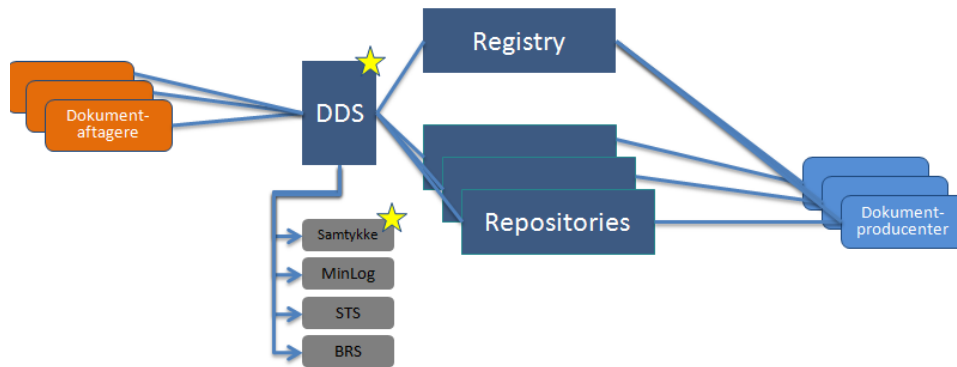 Registry
DDS
Dokument-
aftagere
Repositories
Dokument-
producenter
Samtykke
MinLog
STS
BRS